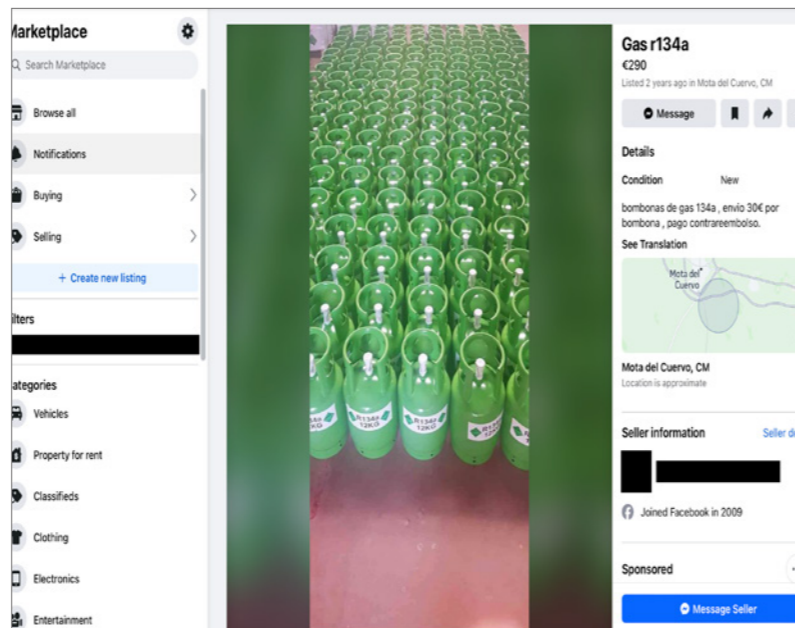 Marketplace
Search Marketplace
Browse all
Notifications
Buying
Selling
+ Create new listing
Categories
Vehicles
Property for rent
Classifieds
Clothing
Electronics
Entertainment
R134a
12KG
R134a
12KG
Gas r134a
€290
Listed 2 years ago in Mota del Cuervo, CM
Message
Details
Condition New
bombonas de gas 134a , envio 30€ por
bombona , pago contrareembolso.
See Translation
Mota del
Cuervo
Mota del Cuervo, CM
Location is approximate
Seller information
Seller
Joined Facebook in 2009
Sponsored
Message Seller